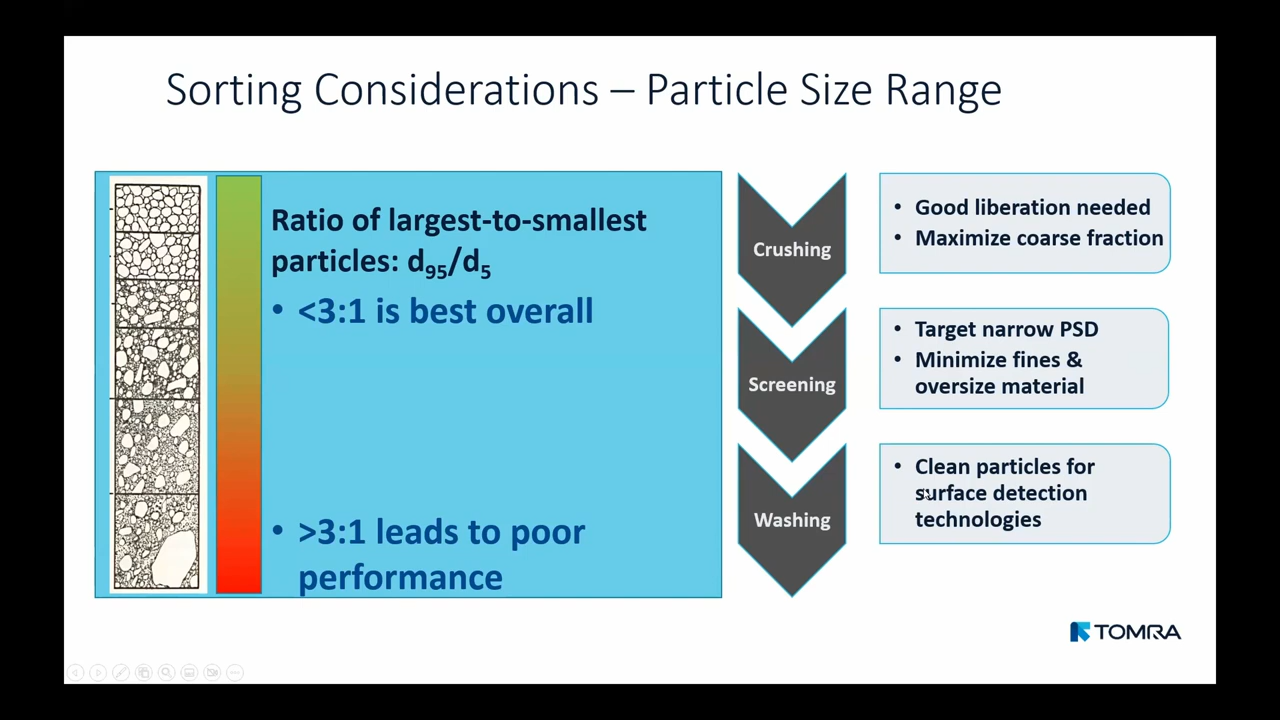 Sorting Considerations – Particle Size Range
Ratio of largest-to-smallest
particles: d95/d5
• <3:1 is best overall
• >3:1 leads to poor
performance
Crushing
• Good liberation needed
• Maximize coarse fraction
Screening
• Target narrow PSD
• Minimize fines &
oversize material
Washing
• Clean particles for
surface detection
technologies
TOMRA